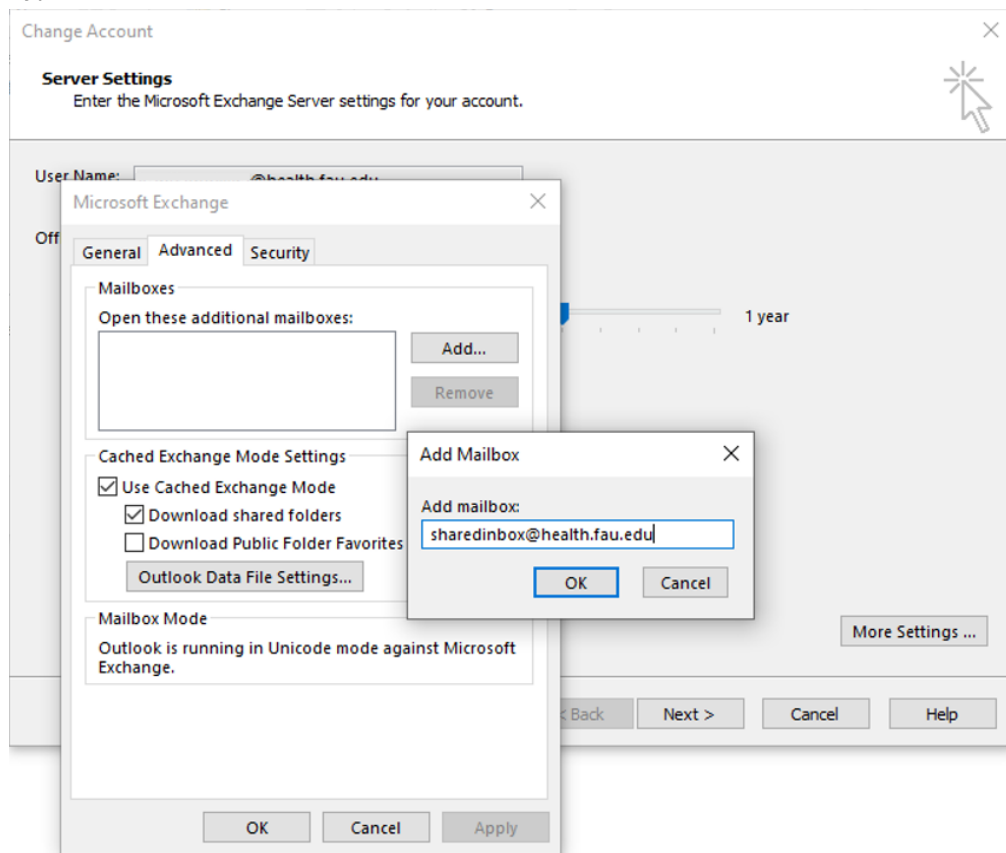 Change Account
Server Settings
Enter the Microsoft Exchange Server settings for your account.
User Name:
@health.fau.edu
Off
Microsoft Exchange
General Advanced Security
Mailboxes
Open these additional mailboxes:
Add...
Remove
1 year
Cached Exchange Mode Settings
Use Cached Exchange Mode
Download shared folders
Download Public Folder Favorites
Outlook Data File Settings...
Mailbox Mode
Outlook is running in Unicode mode against Microsoft
Exchange.
OK Cancel Apply
Add Mailbox
Add mailbox:
sharedinbox@health.fau.edu
OK Cancel
More Settings ...
< Back Next > Cancel Help